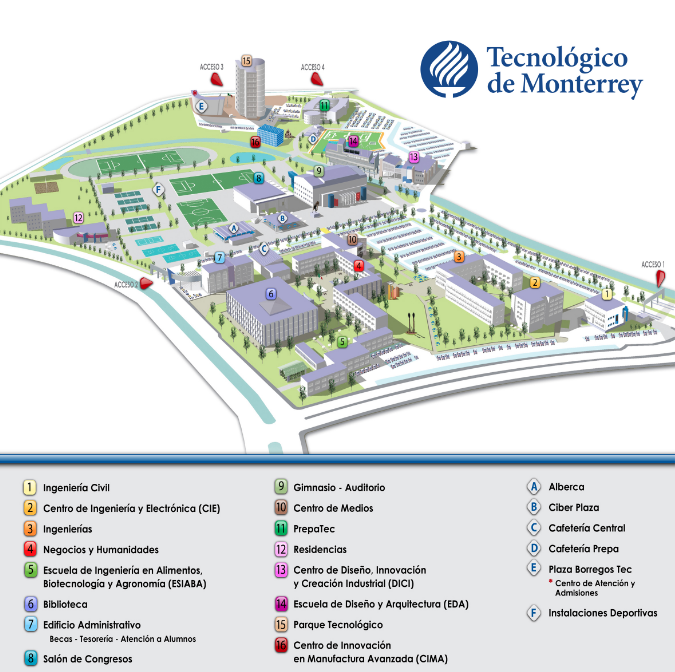 Tecnológico
de Monterrey
ACCESO 3
ACCESO 4
15
E
11
16
D
14
13
9
8
F
12
A
B
C
10
7
4
3
ACCESO 1
2
1
ACCESO 2
6
5
1 Ingeniería Civil
2 Centro de Ingeniería y Electrónica (CIE)
3 Ingenierías
4 Negocios y Humanidades
5 Escuela de Ingeniería en Alimentos,
Biotecnología y Agronomía (ESIABA)
6 Biblioteca
7 Edificio Administrativo
Becas - Tesorería - Atención a Alumnos
8 Salón de Congresos
9 Gimnasio - Auditorio
10 Centro de Medios
11 PrepaTec
12 Residencias
13 Centro de Diseño, Innovación
y Creación Industrial (DICI)
14 Escuela de Diseño y Arquitectura (EDA)
15 Parque Tecnológico
16 Centro de Innovación
en Manufactura Avanzada (CIMA)
A Alberca
B Ciber Plaza
C Cafetería Central
D Cafetería Prepa
E Plaza Borregos Tec
* Centro de Atención y
Admisiones
F Instalaciones Deportivas